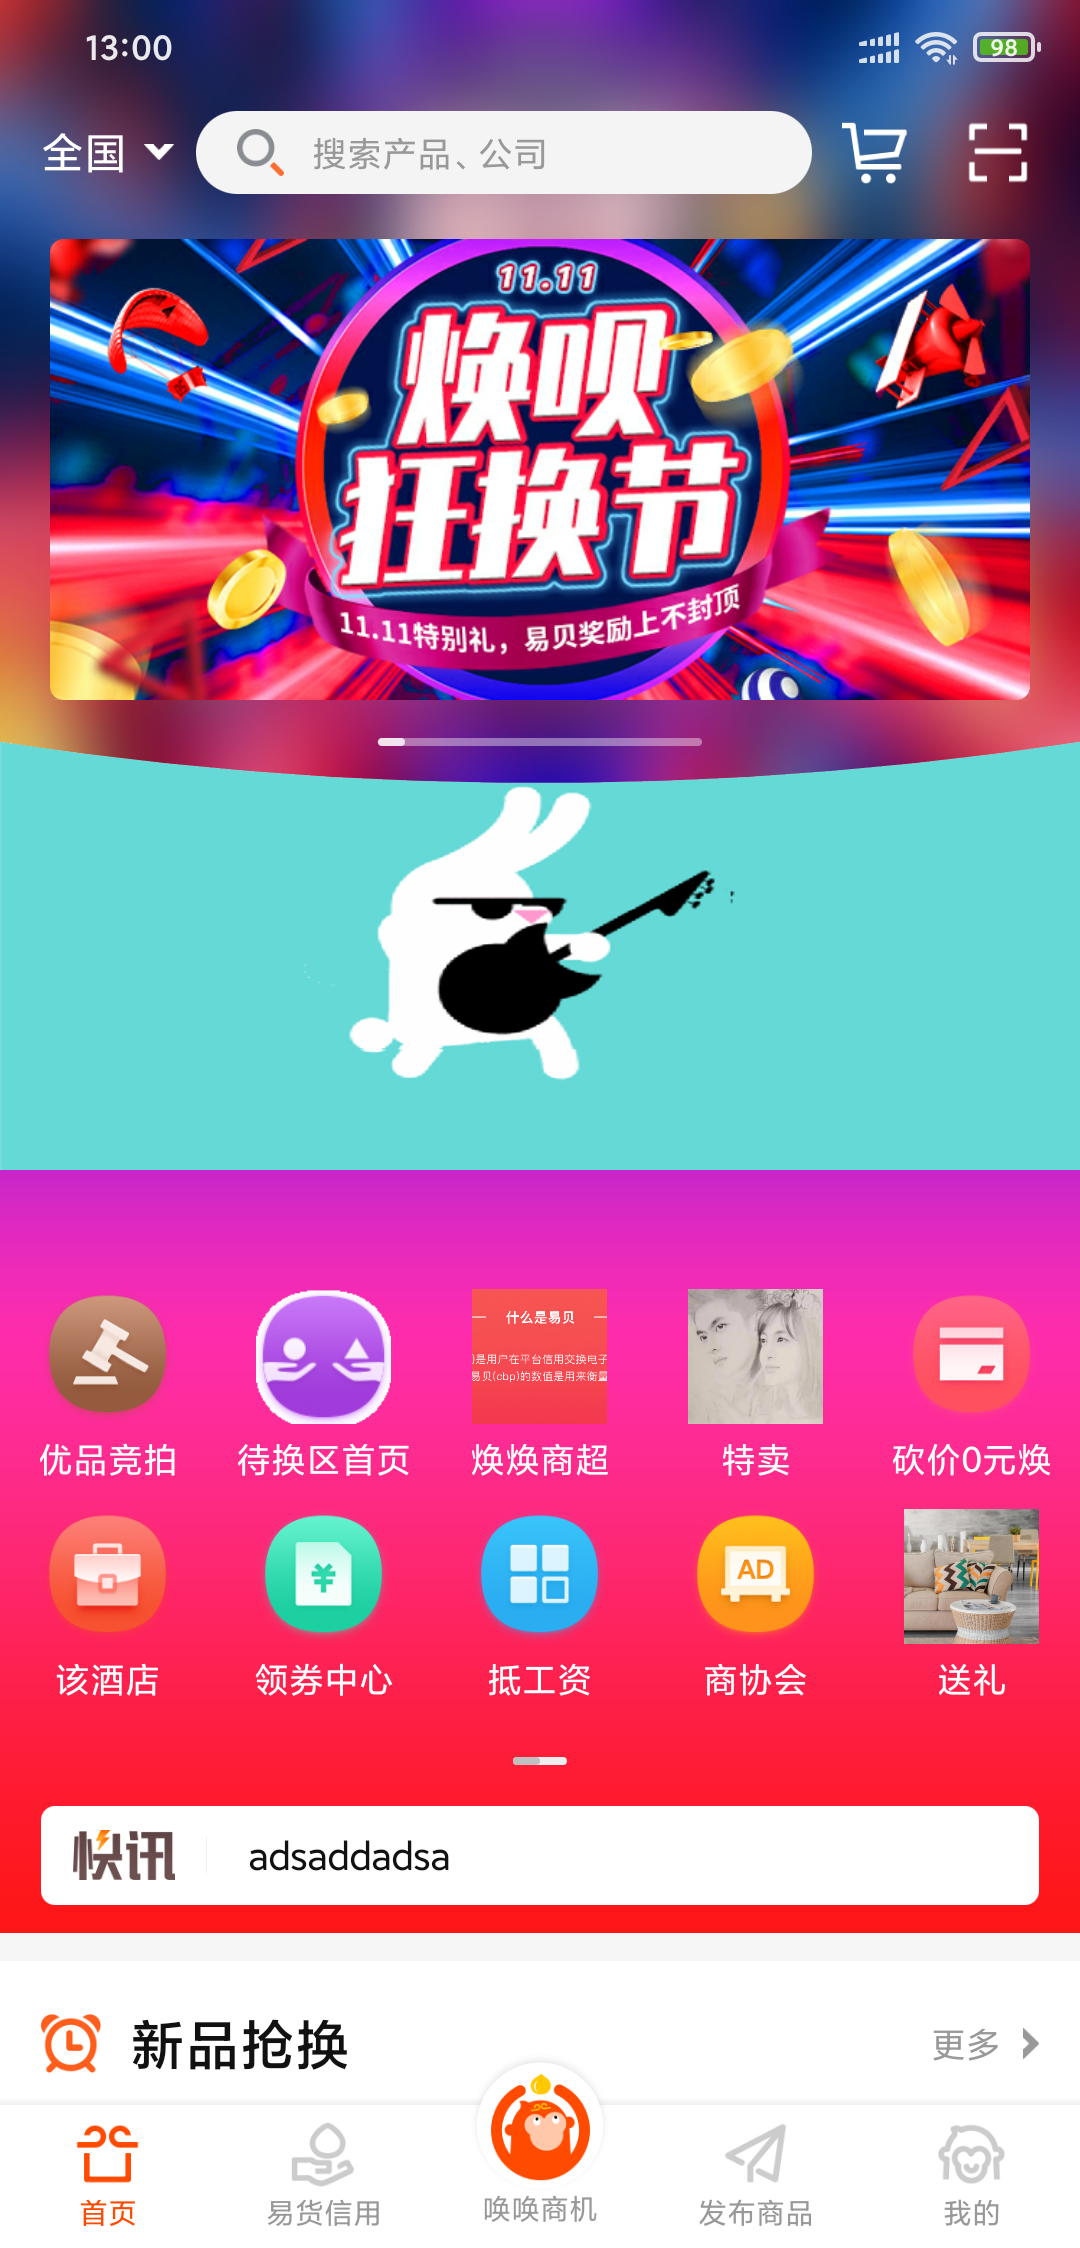 13:00
98
全国
搜索产品、公司
11.11
焕呗
狂换节
11.11特别礼，易贝奖励上不封顶
什么是易贝
)是用户在平台信用交换电子
易贝(cbp)的数值是用来衡量
优品竞拍
待换区首页
焕焕商超
特卖
砍价0元焕
¥
AD
该酒店
领券中心
抵工资
商协会
送礼
快讯
adsaddadsa
新品抢换
更多
首页
易货信用
唤唤商机
发布商品
我的